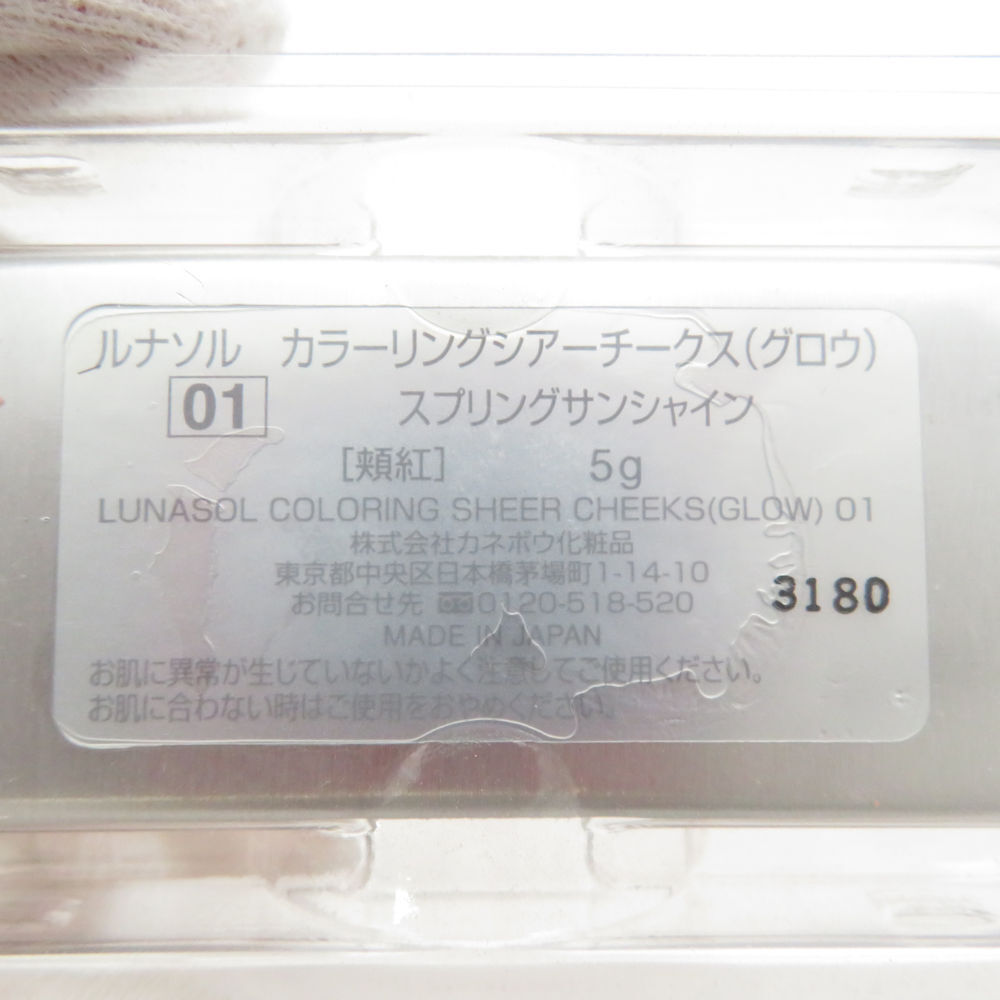 ルナソル カラーリングシアーチークス(グロウ)
01 スプリングサンシャイン
[頬紅] 5g
LUNASOL COLORING SHEER CHEEKS(GLOW) 01
株式会社カネボウ化粧品
東京都中央区日本橋茅場町1-14-10
お問合せ先 0120-518-520
3180
MADE IN JAPAN
お肌に異常が生じていないかよく注意してご使用ください。
お肌に合わない時はご使用をおやめください。